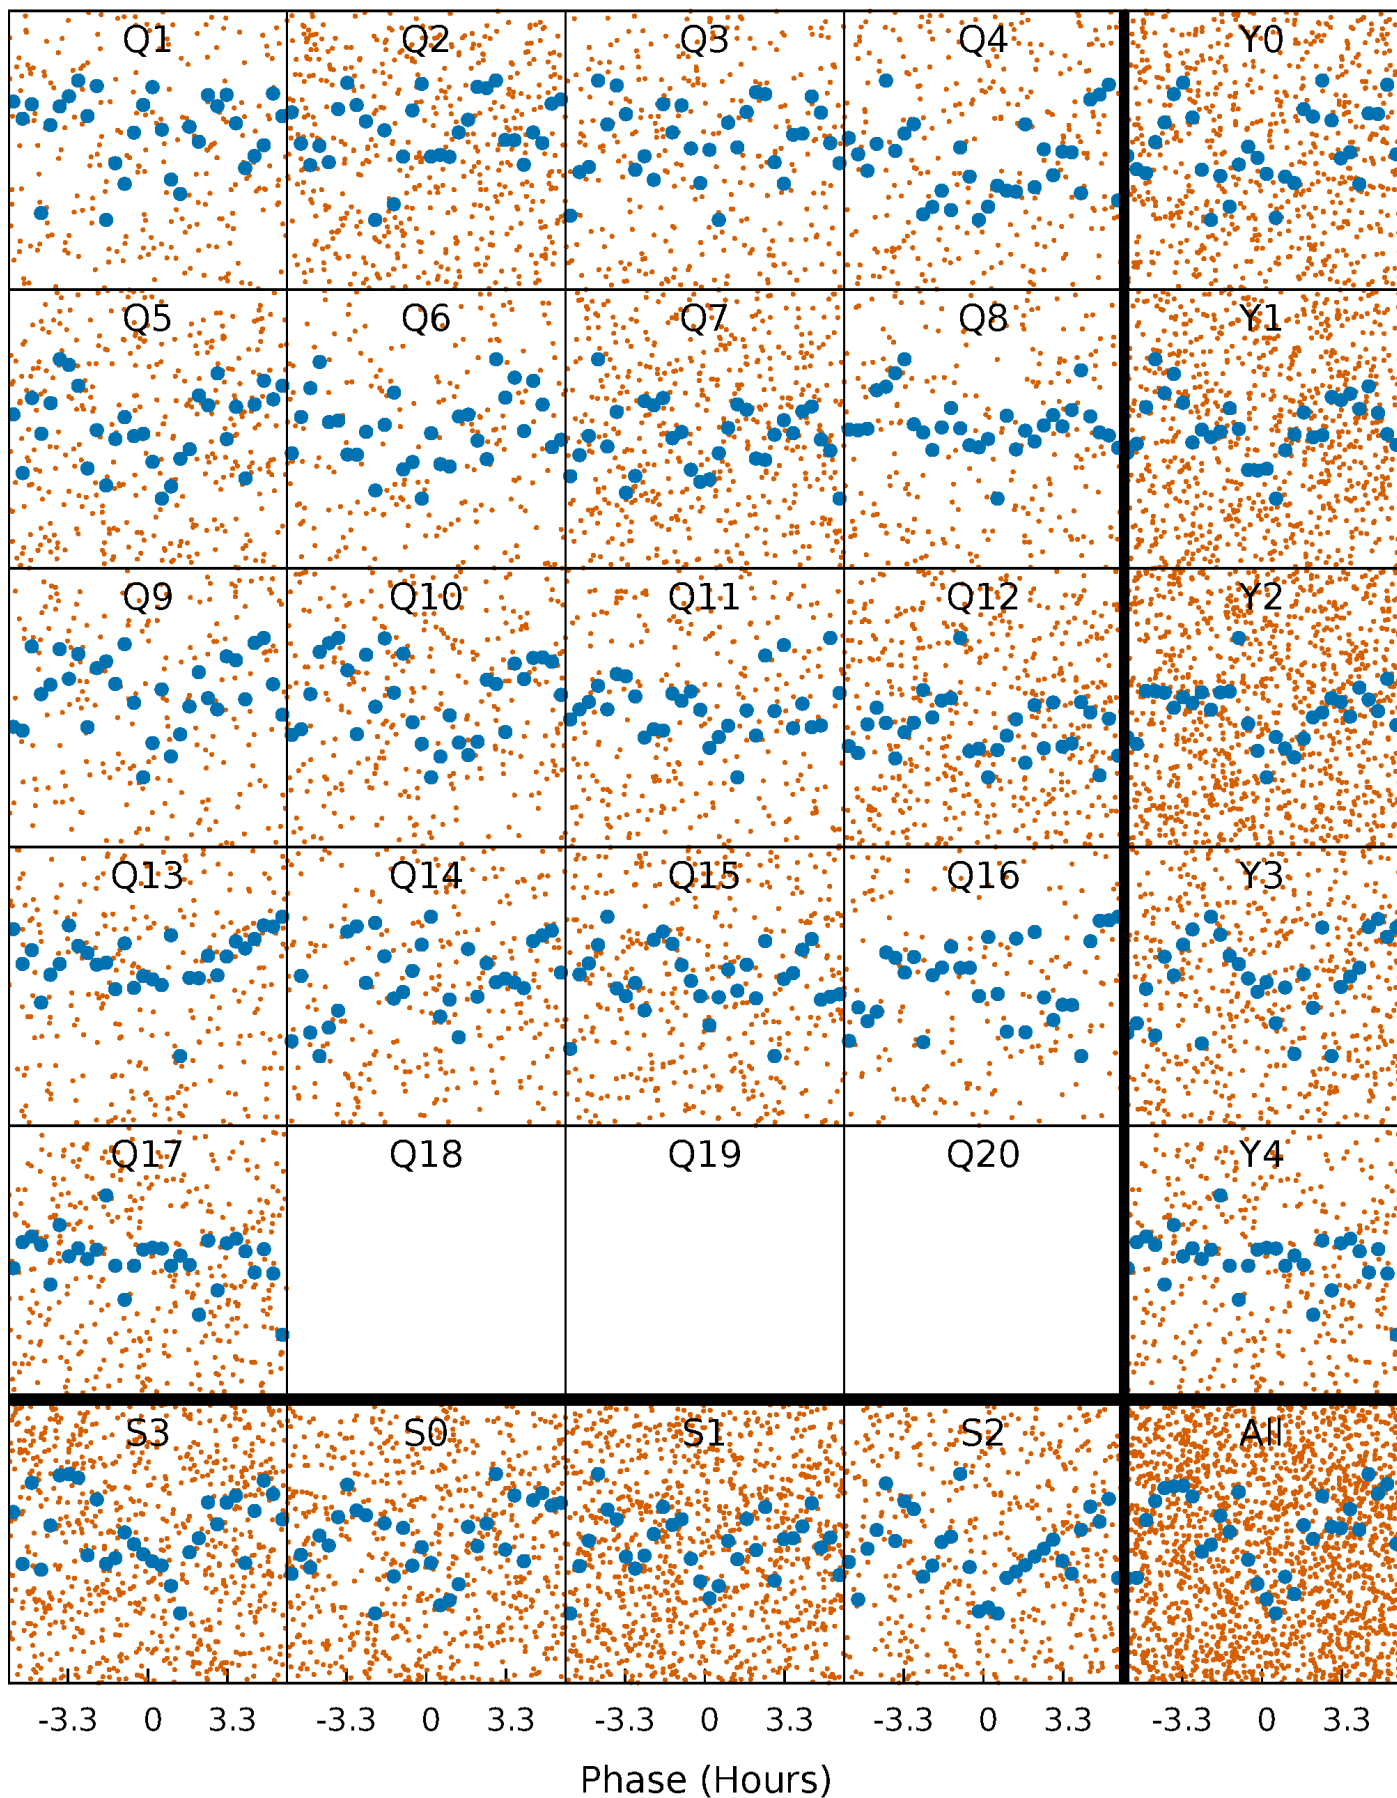 Q1 Q2 Q3 Q4 Y0
Q5 Q6 Q7 Q8 Y1
Q9 Q10 Q11 Q12 Y2
Q13 Q14 Q15 Q16 Y3
Q17 Q18 Q19 Q20 Y4
S3 S0 S1 S2 All
-3.3 0 3.3 -3.3 0 3.3 -3.3 0 3.3 -3.3 0 3.3 -3.3 0 3.3
Phase (Hours)